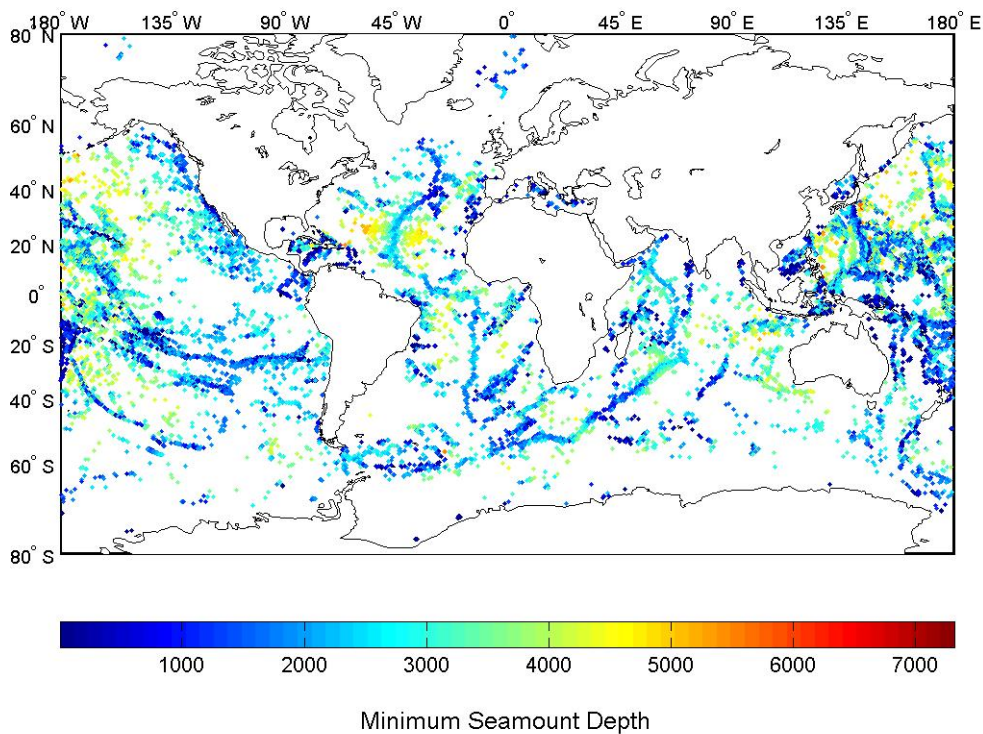 180° W 135° W 90° W 45° W 0° 45° E 90° E 135° E 180° E
80° N
60° N
40° N
20° N
0°
20° S
40° S
60° S
80° S
1000 2000 3000 4000 5000 6000 7000
Minimum Seamount Depth